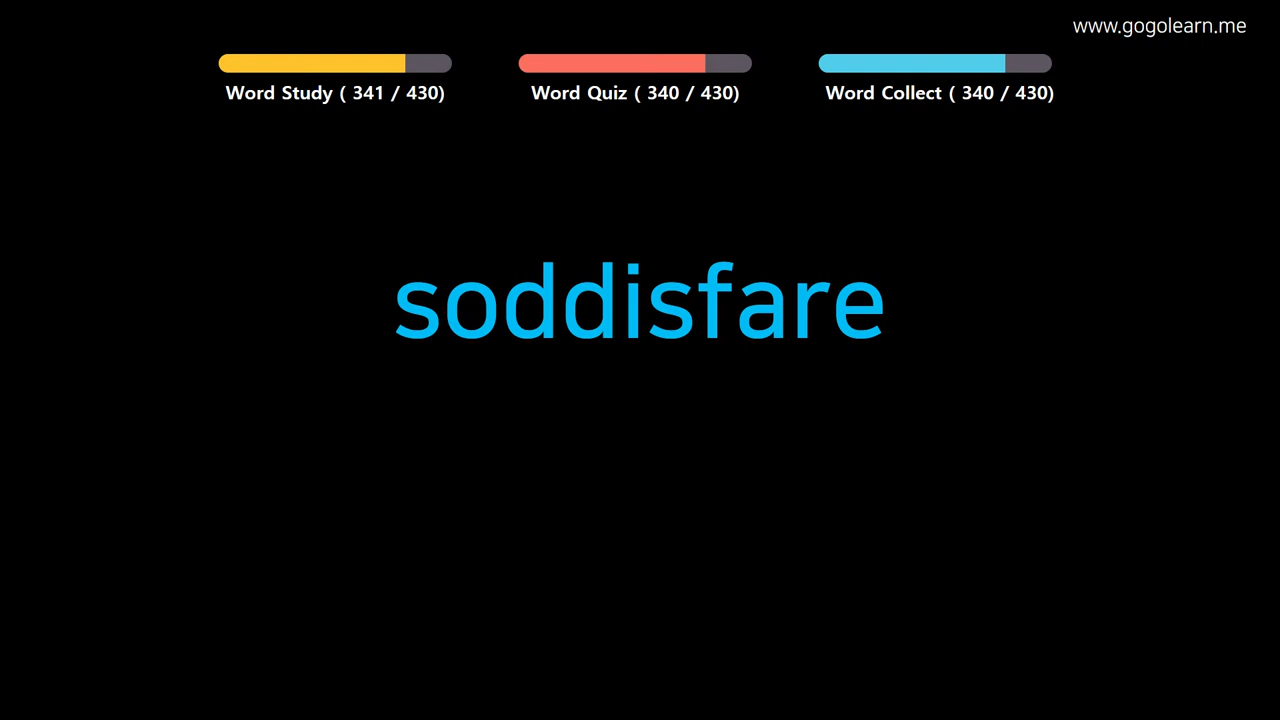 www.gogolearn.me
Word Study ( 341 / 430)
Word Quiz ( 340 / 430)
Word Collect ( 340 / 430)
soddisfare